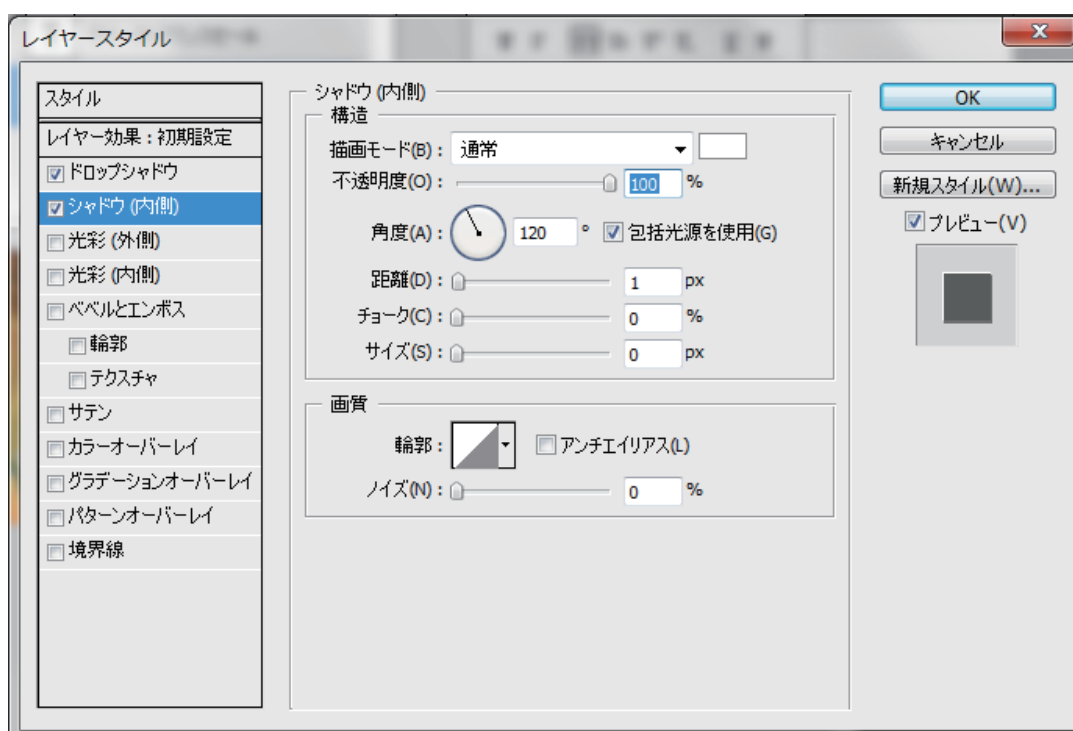 レイヤースタイル
スタイル
レイヤー効果 : 初期設定
ドロップシャドウ
シャドウ (内側)
光彩 (外側)
光彩 (内側)
ベベルとエンボス
輪郭
テクスチャ
サテン
カラーオーバーレイ
グラデーションオーバーレイ
パターンオーバーレイ
境界線
シャドウ (内側)
構造
描画モード(B) : 通常
不透明度(O) : 100 %
角度(A) : 120 ° 包括光源を使用(G)
距離(D) : 1 px
チョーク(C) : 0 %
サイズ(S) : 0 px
画質
輪郭 : アンチエイリアス(L)
ノイズ(N) : 0 %
OK
キャンセル
新規スタイル(W)...
プレビュー(V)